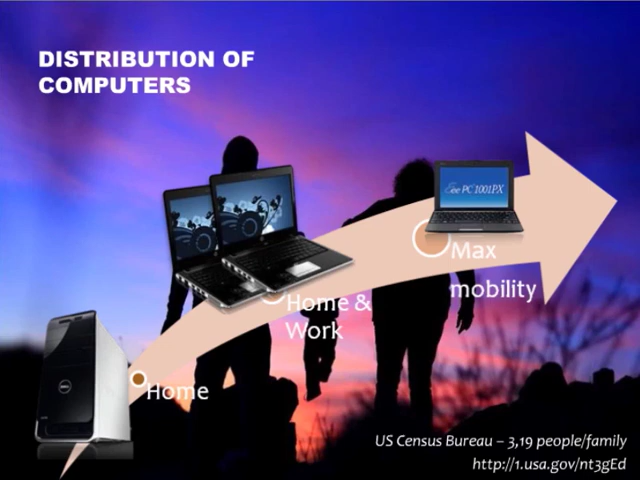 DISTRIBUTION OF
COMPUTERS
Eee PC 1001PX
Max
mobility
Home &
Work
Home
DELL
US Census Bureau – 3,19 people/family
http://1.usa.gov/nt3gEd